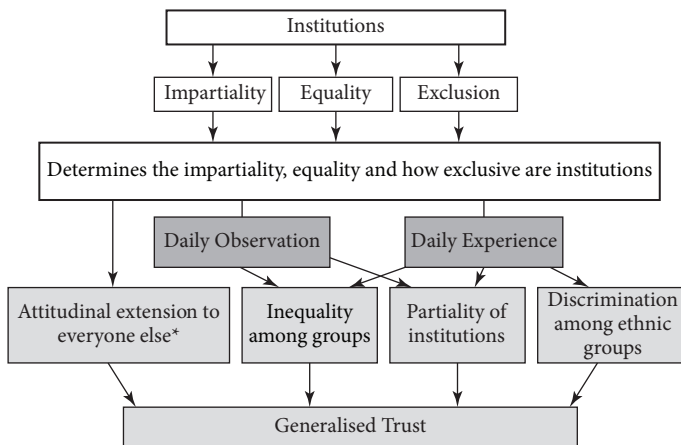 Institutions
Impartiality
Equality
Exclusion
Determines the impartiality, equality and how exclusive are institutions
Daily Observation
Daily Experience
Attitudinal extension to
everyone else*
Inequality
among groups
Partiality of
institutions
Discrimination
among ethnic
groups
Generalised Trust